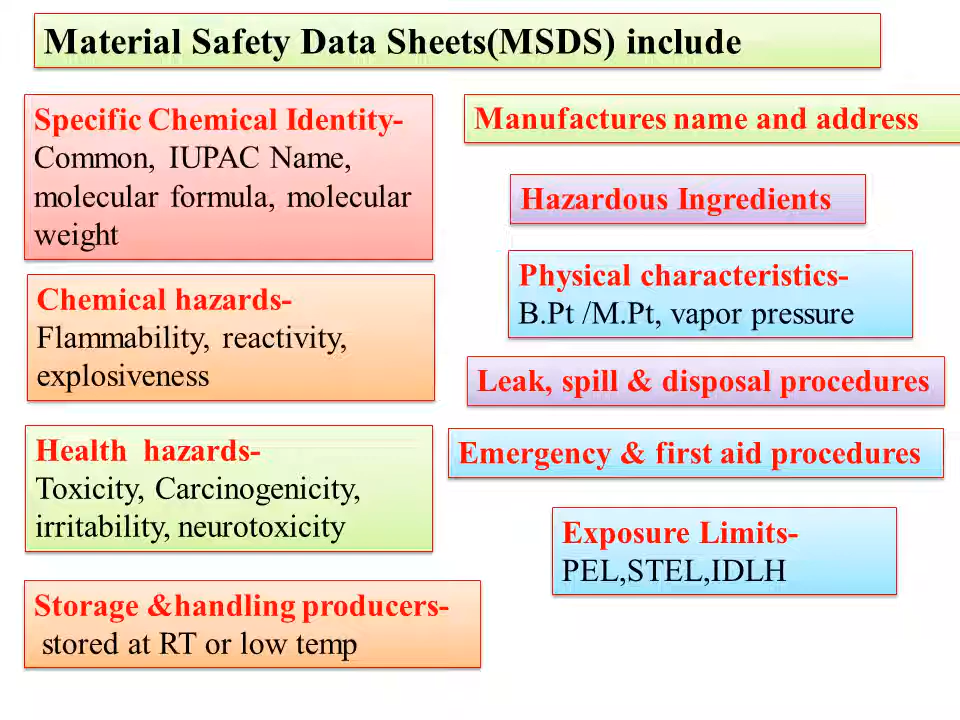 Material Safety Data Sheets(MSDS) include
Specific Chemical Identity-
Common, IUPAC Name,
molecular formula, molecular
weight
Chemical hazards-
Flammability, reactivity,
explosiveness
Health hazards-
Toxicity, Carcinogenicity,
irritability, neurotoxicity
Storage &handling producers-
stored at RT or low temp
Manufactures name and address
Hazardous Ingredients
Physical characteristics-
B.Pt /M.Pt, vapor pressure
Leak, spill & disposal procedures
Emergency & first aid procedures
Exposure Limits-
PEL,STEL,IDLH